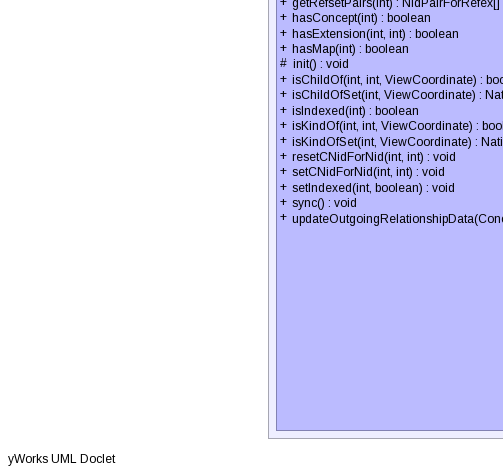 + getRefsetPairs(int) : NidPairForRefex[]
+ hasConcept(int) : boolean
+ hasExtension(int, int) : boolean
+ hasMap(int) : boolean
# init() : void
+ isChildOf(int, int, ViewCoordinate) : boo
+ isChildOfSet(int, ViewCoordinate) : Nat
+ isIndexed(int) : boolean
+ isKindOf(int, int, ViewCoordinate) : bool
+ isKindOfSet(int, ViewCoordinate) : Nati
+ resetCNidForNid(int, int) : void
+ setCNidForNid(int, int) : void
+ setIndexed(int, boolean) : void
+ sync() : void
+ updateOutgoingRelationshipData(Con
yWorks UML Doclet